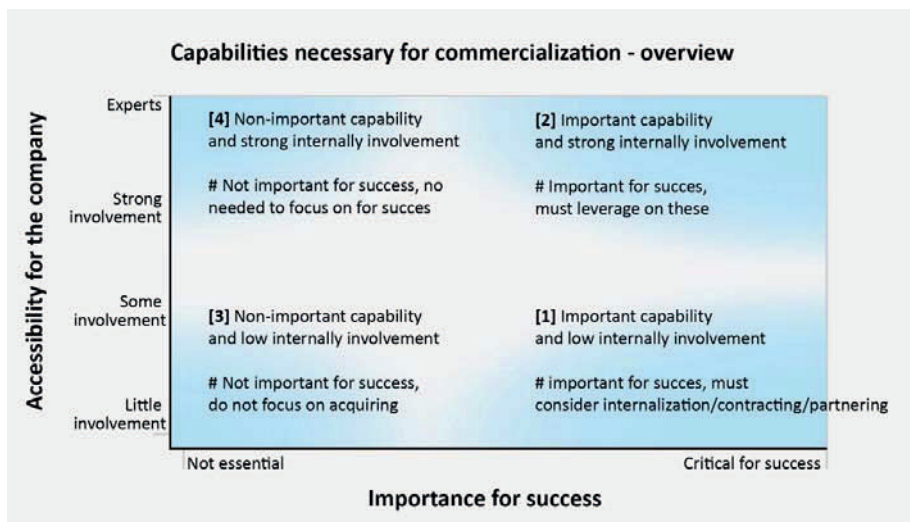 Capabilities necessary for commercialization - overview
Accessibility for the company
Experts
Strong
involvement
Some
involvement
Little
involvement
[4] Non-important capability
and strong internally involvement
# Not important for success, no
needed to focus on for succes
[2] Important capability
and strong internally involvement
# Important for succes,
must leverage on these
[3] Non-important capability
and low internally involvement
# Not important for success,
do not focus on acquiring
[1] Important capability
and low internally involvement
# important for succes, must
consider internalization/contracting/partnering
Not essential
Critical for success
Importance for success